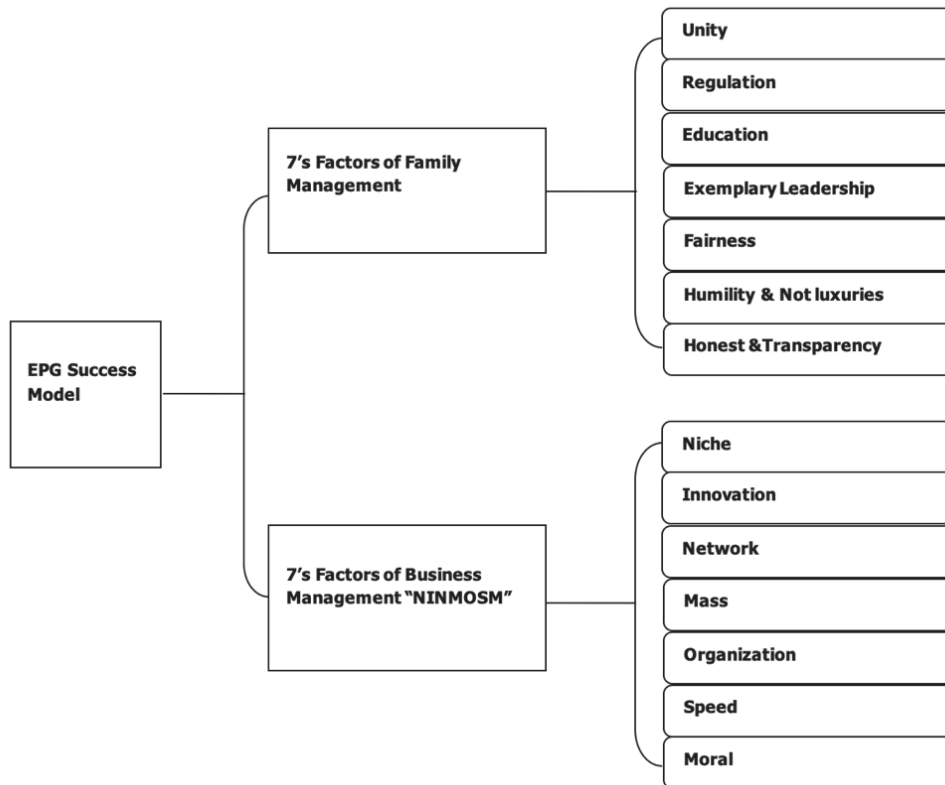 EPG Success
Model
7’s Factors of Family
Management
Unity
Regulation
Education
Exemplary Leadership
Fairness
Humility & Not luxuries
Honest &Transparency
7’s Factors of Business
Management “NINMOSM”
Niche
Innovation
Network
Mass
Organization
Speed
Moral